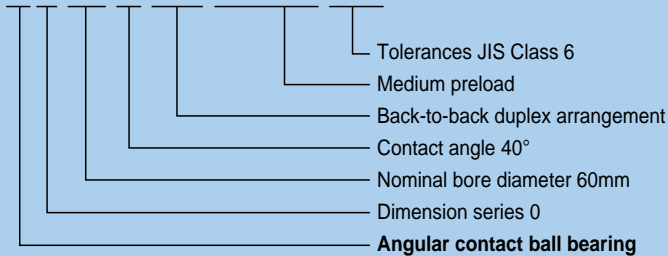 Tolerances JIS Class 6
Medium preload
Back-to-back duplex arrangement
Contact angle 40°
Nominal bore diameter 60mm
Dimension series 0
Angular contact ball bearing